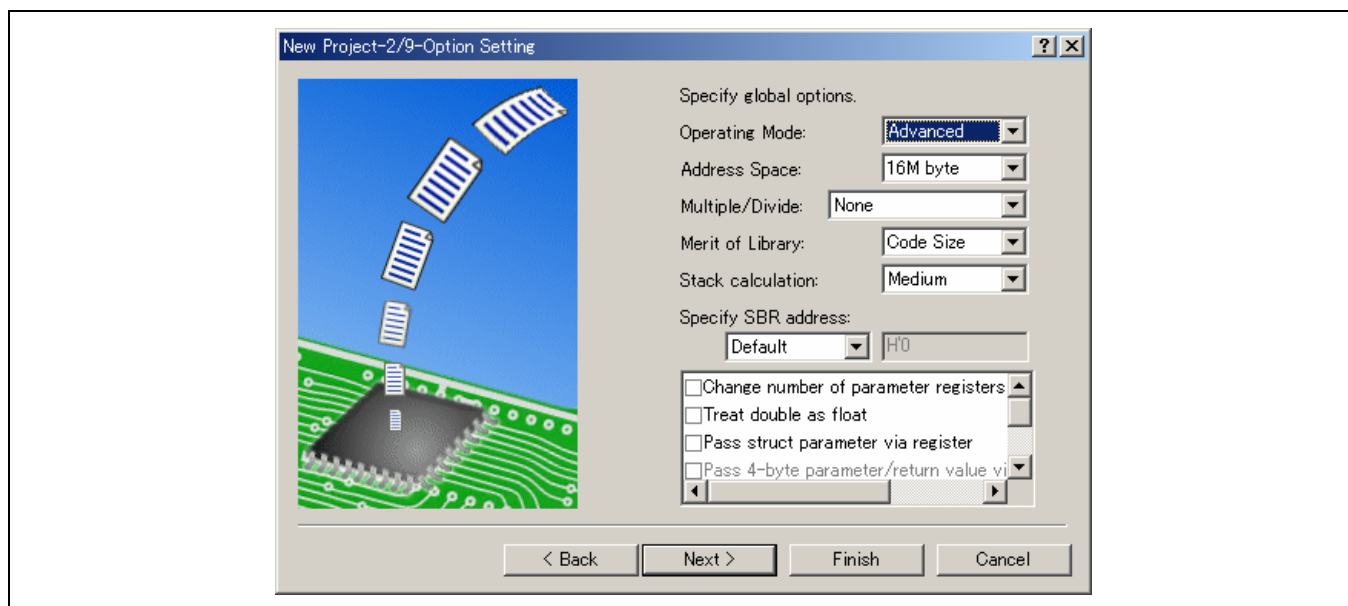 New Project-2/9-Option Setting
Specify global options.
Operating Mode: Advanced
Address Space: 16M byte
Multiple/Divide: None
Merit of Library: Code Size
Stack calculation: Medium
Specify SBR address:
Default H'0
Change number of parameter registers
Treat double as float
Pass struct parameter via register
Pass 4-byte parameter/return value vi
< Back Next > Finish Cancel